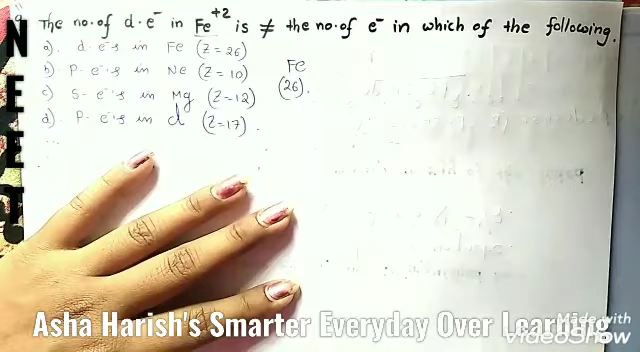 The no. of d. e⁻ in Fe⁺² is ≠ the no. of e⁻ in which of the following.
a). d. e⁻s in Fe (Z = 26)
b). P- e⁻s in Ne (Z = 10)
Fe
(26).
c) S- e⁻s in Mg (Z = 12)
d). P- e⁻s in Cl (Z = 17).
NEET
Asha Harish's Smarter Everyday Over Learning
Made with
VideoShow